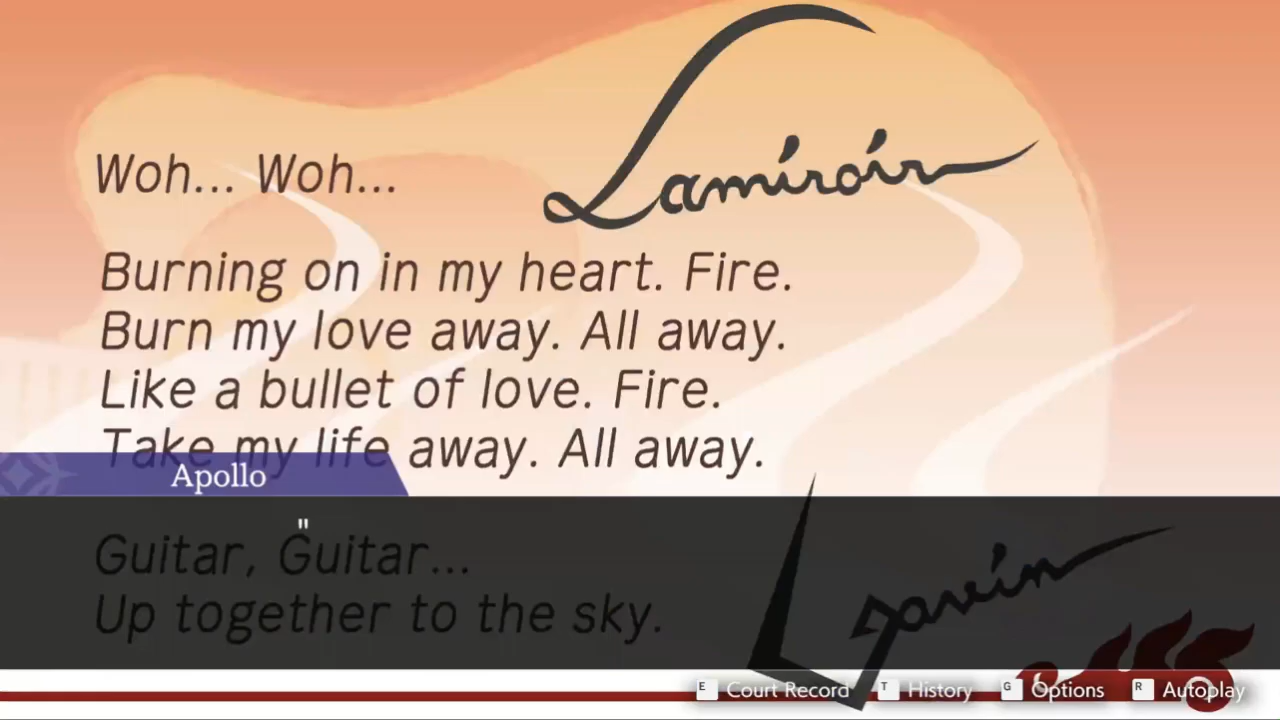 Lamiroir
Woh... Woh...
Burning on in my heart. Fire.
Burn my love away. All away.
Like a bullet of love. Fire.
Take my life away. All away.
Apollo
"
Guitar, Guitar...
Up together to the sky.
Gavin
E Court Record T History G Options R Autoplay